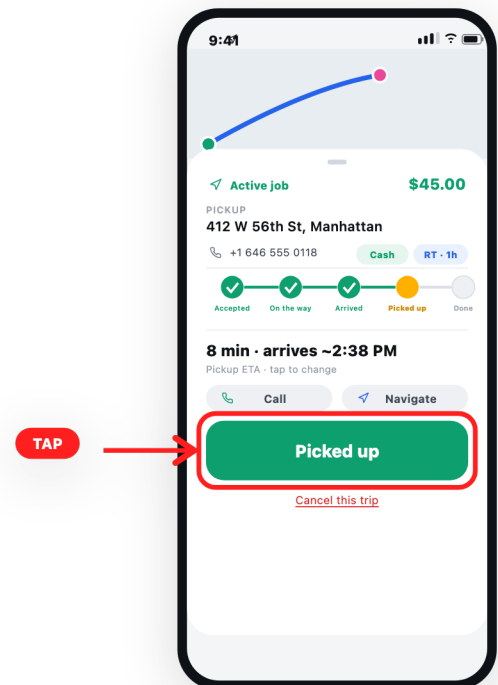 9:41
Active job
$45.00
PICKUP
412 W 56th St, Manhattan
+1 646 555 0118
Cash
RT · 1h
Accepted
On the way
Arrived
Picked up
Done
8 min · arrives ~2:38 PM
Pickup ETA · tap to change
Call
Navigate
TAP
Picked up
Cancel this trip